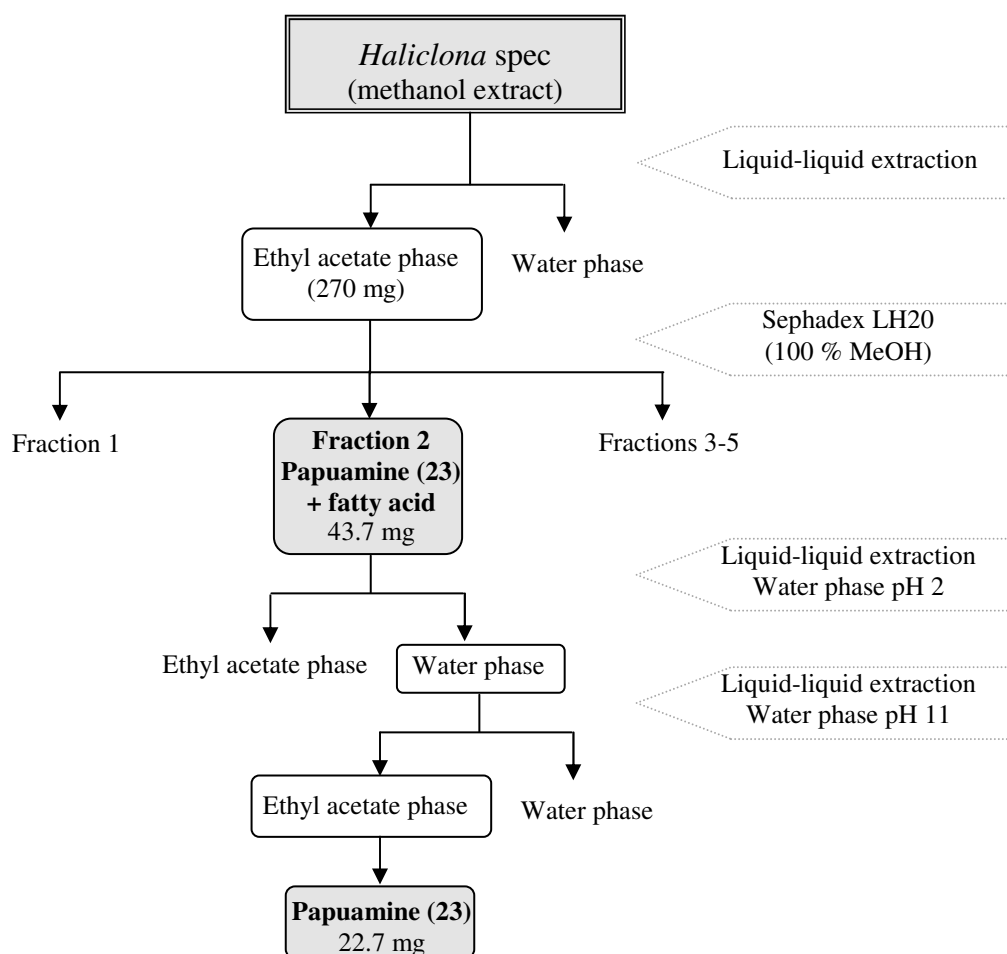 Haliclona spec
(methanol extract)
Liquid-liquid extraction
Ethyl acetate phase
(270 mg)
Water phase
Sephadex LH20
(100 % MeOH)
Fraction 1
Fraction 2
Papuamine (23)
+ fatty acid
43.7 mg
Fractions 3-5
Liquid-liquid extraction
Water phase pH 2
Ethyl acetate phase
Water phase
Liquid-liquid extraction
Water phase pH 11
Ethyl acetate phase
Water phase
Papuamine (23)
22.7 mg